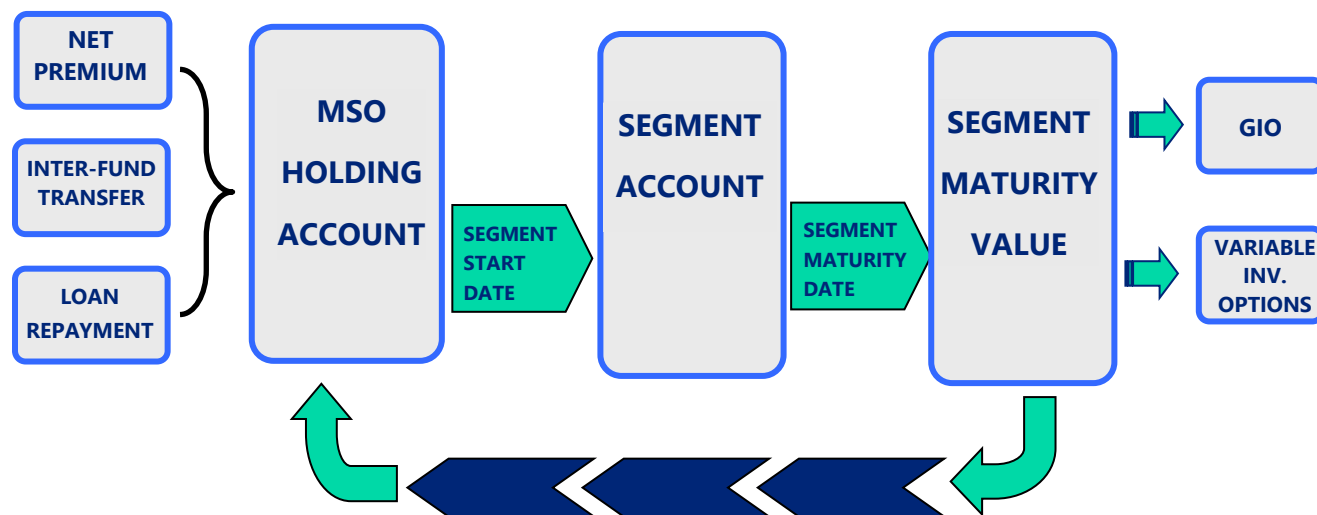 NET
PREMIUM
INTER-FUND
TRANSFER
LOAN
REPAYMENT
MSO
HOLDING
ACCOUNT
SEGMENT
START
DATE
SEGMENT
ACCOUNT
SEGMENT
MATURITY
DATE
SEGMENT
MATURITY
VALUE
GIO
VARIABLE
INV.
OPTIONS